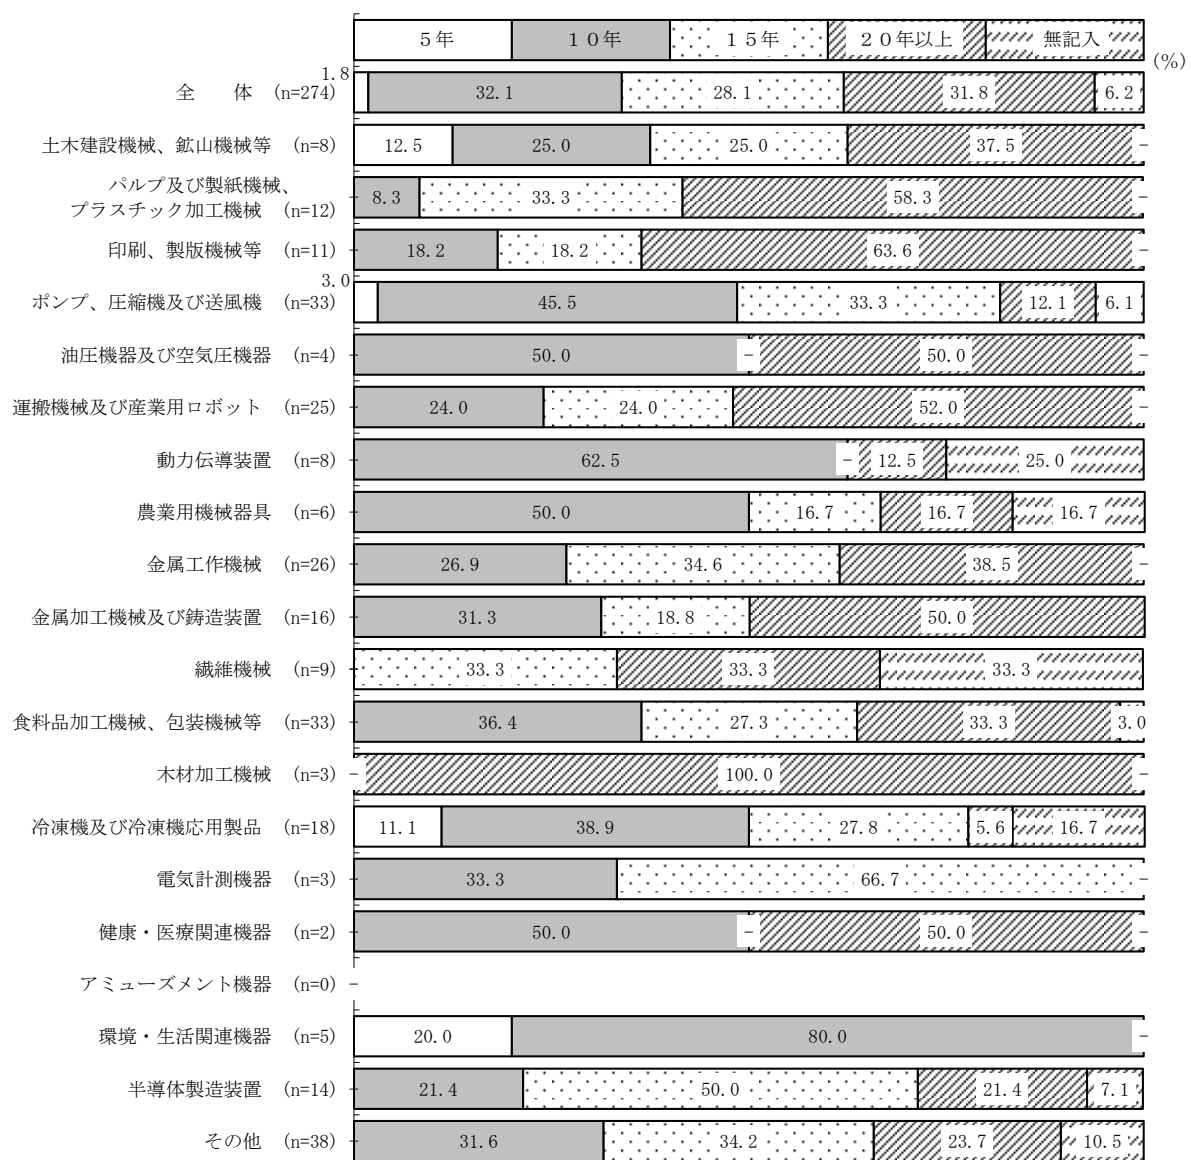 ５年 １０年 １５年 ２０年以上 無記入
(%)
1.8
全　体 (n=274) 32.1 28.1 31.8 6.2
土木建設機械、鉱山機械等 (n=8) 12.5 25.0 25.0 37.5 -
パルプ及び製紙機械、
プラスチック加工機械 (n=12) - 8.3 33.3 58.3 -
印刷、製版機械等 (n=11) - 18.2 18.2 63.6 -
3.0
ポンプ、圧縮機及び送風機 (n=33) 45.5 33.3 12.1 6.1
油圧機器及び空気圧機器 (n=4) - 50.0 - 50.0 -
運搬機械及び産業用ロボット (n=25) - 24.0 24.0 52.0 -
動力伝導装置 (n=8) - 62.5 - 12.5 25.0
農業用機械器具 (n=6) - 50.0 16.7 16.7 16.7
金属工作機械 (n=26) - 26.9 34.6 38.5 -
金属加工機械及び鋳造装置 (n=16) - 31.3 18.8 50.0
繊維機械 (n=9) - 33.3 33.3 33.3
食料品加工機械、包装機械等 (n=33) - 36.4 27.3 33.3 3.0
木材加工機械 (n=3) - 100.0 -
冷凍機及び冷凍機応用製品 (n=18) 11.1 38.9 27.8 5.6 16.7
電気計測機器 (n=3) - 33.3 66.7 -
健康・医療関連機器 (n=2) - 50.0 - 50.0 -
アミューズメント機器 (n=0) -
環境・生活関連機器 (n=5) 20.0 80.0 -
半導体製造装置 (n=14) - 21.4 50.0 21.4 7.1
その他 (n=38) - 31.6 34.2 23.7 10.5